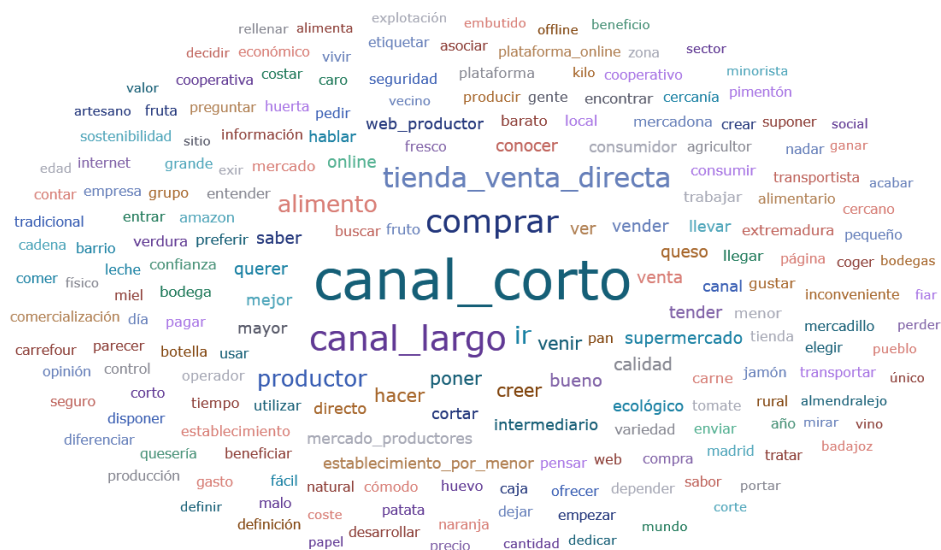 explotación
rellenar alimenta embutido offline beneficio
decidir económico vivir etiquetar asociar plataforma_online zona sector
valor cooperativa costar caro seguridad plataforma kilo cooperativo minorista
artesano fruta preguntar huerta pedir vecino producir gente encontrar cercanía pimentón
sostenibilidad sitio información hablar web_productor barato local mercadona crear suponer social
edad internet grande exir mercado online fresco conocer consumidor agricultor nadar ganar
contar empresa grupo entender alimento tienda_venta_directa consumir trabajar alimentario transportista acabar
tradicional entrar amazon buscar fruto comprar ver vender llevar extremadura cercano pequeño
cadena barrio verdura preferir saber queso llegar página coger bodegas
comer físico leche confianza querer canal_corto venta canal gustar inconveniente fiar
miel bodega mejor
comercialización día pagar mayor canal_largo ir venir pan supermercado tender menor tienda mercadillo perder
carrefour parecer botella usar elegir pueblo
opinión control operador productor hacer poner creer bueno calidad carne jamón transportar único
seguro corto tiempo utilizar directo cortar intermediario ecológico tomate rural almendralejo
disponer establecimiento mercado_productores variedad enviar año mirar vino
diferenciar quesería beneficiar establecimiento_por_menor pensar web compra madrid tratar badajoz
producción gasto fácil natural cómodo huevo caja ofrecer depender sabor portar
definir malo coste patata dejar empezar corte
definición desarrollar naranja mundo
papel precio cantidad dedicar